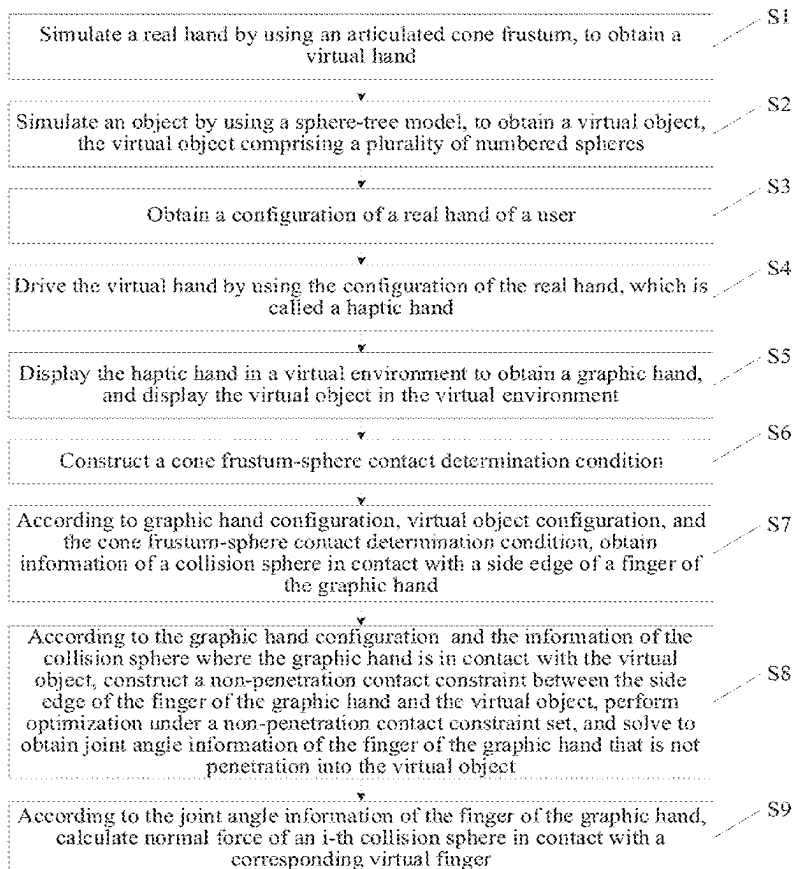 S1
Simulate a real hand by using an articulated cone frustum, to obtain a
virtual hand
S2
Simulate an object by using a sphere-tree model, to obtain a virtual object,
the virtual object comprising a plurality of numbered spheres
S3
Obtain a configuration of a real hand of a user
S4
Drive the virtual hand by using the configuration of the real hand, which is
called a haptic hand
S5
Display the haptic hand in a virtual environment to obtain a graphic hand,
and display the virtual object in the virtual environment
S6
Construct a cone frustum-sphere contact determination condition
S7
According to graphic hand configuration, virtual object configuration, and
the cone frustum-sphere contact determination condition, obtain
information of a collision sphere in contact with a side edge of a finger of
the graphic hand
S8
According to the graphic hand configuration and the information of the
collision sphere where the graphic hand is in contact with the virtual
object, construct a non-penetration contact constraint between the side
edge of the finger of the graphic hand and the virtual object, perform
optimization under a non-penetration contact constraint set, and solve to
obtain joint angle information of the finger of the graphic hand that is not
penetration into the virtual object
S9
According to the joint angle information of the finger of the graphic hand,
calculate normal force of an i-th collision sphere in contact with a
corresponding virtual finger